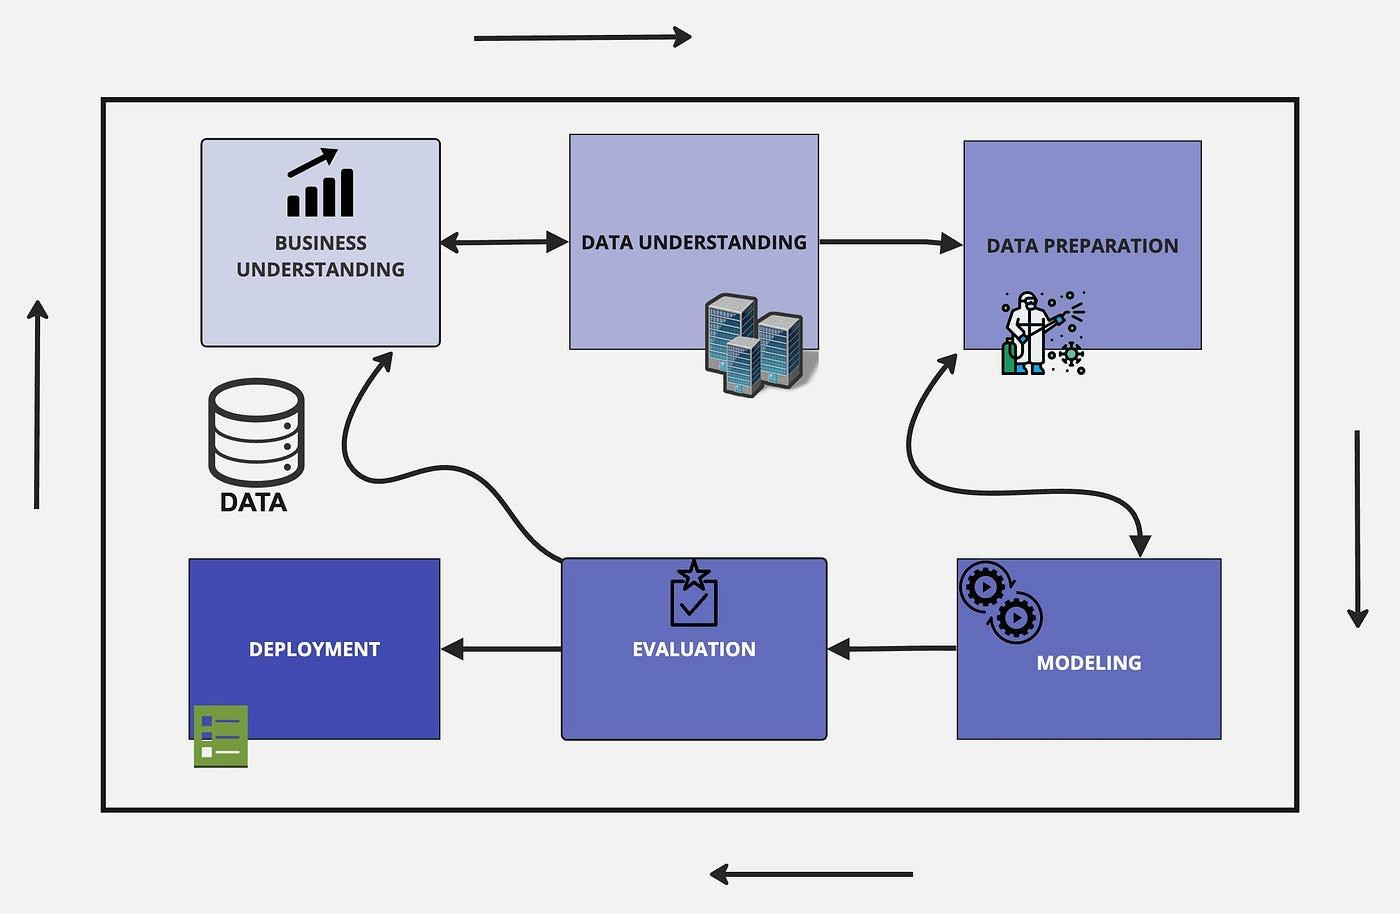 BUSINESS
UNDERSTANDING
DATA UNDERSTANDING
DATA PREPARATION
DATA
DEPLOYMENT
EVALUATION
MODELING